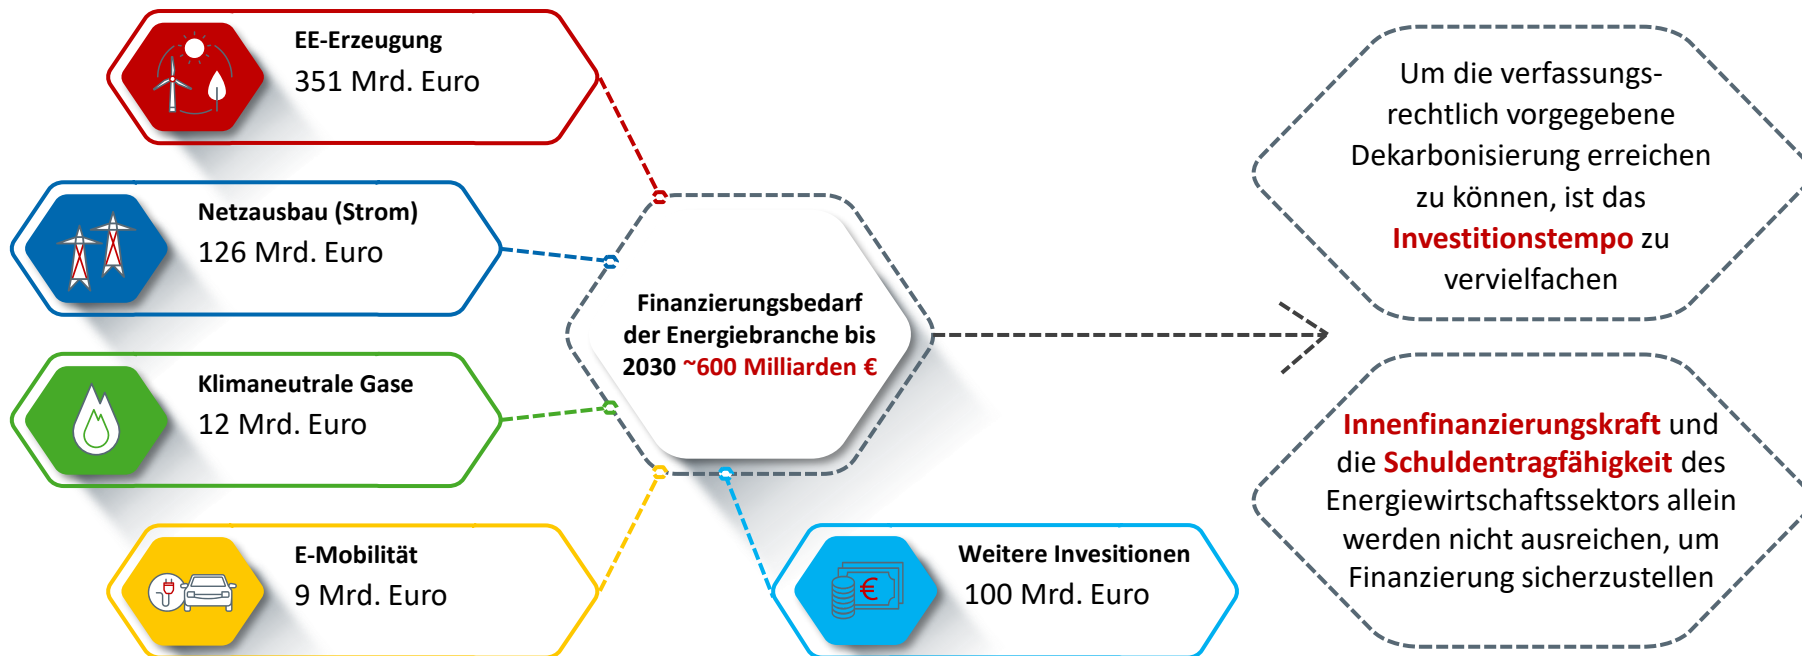 EE-Erzeugung
351 Mrd. Euro
Netzausbau (Strom)
126 Mrd. Euro
Klimaneutrale Gase
12 Mrd. Euro
E-Mobilität
9 Mrd. Euro
Finanzierungsbedarf
der Energiebranche bis
2030 ~600 Milliarden €
€
Weitere Invesitionen
100 Mrd. Euro
Um die verfassungs-
rechtlich vorgegebene
Dekarbonisierung erreichen
zu können, ist das
Investitionstempo zu
vervielfachen
Innenfinanzierungskraft und
die Schuldentragfähigkeit des
Energiewirtschaftssektors allein
werden nicht ausreichen, um
Finanzierung sicherzustellen